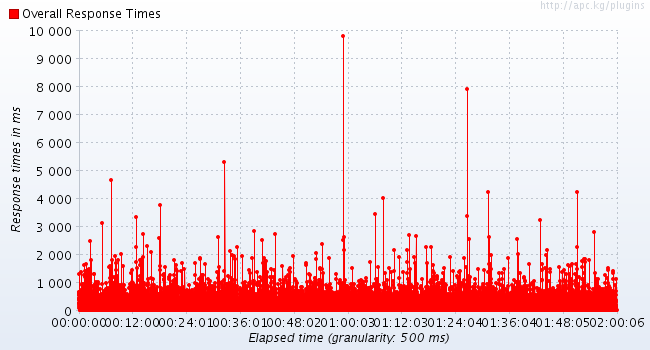 http://apc.kg/plugins
Overall Response Times
10 000
9 000
8 000
7 000
6 000
5 000
4 000
3 000
2 000
1 000
0
Response times in ms
00:00:00 00:12:00 00:24:01 00:36:01 00:48:02 01:00:03 01:12:03 01:24:04 01:36:04 01:48:05 02:00:06
Elapsed time (granularity: 500 ms)